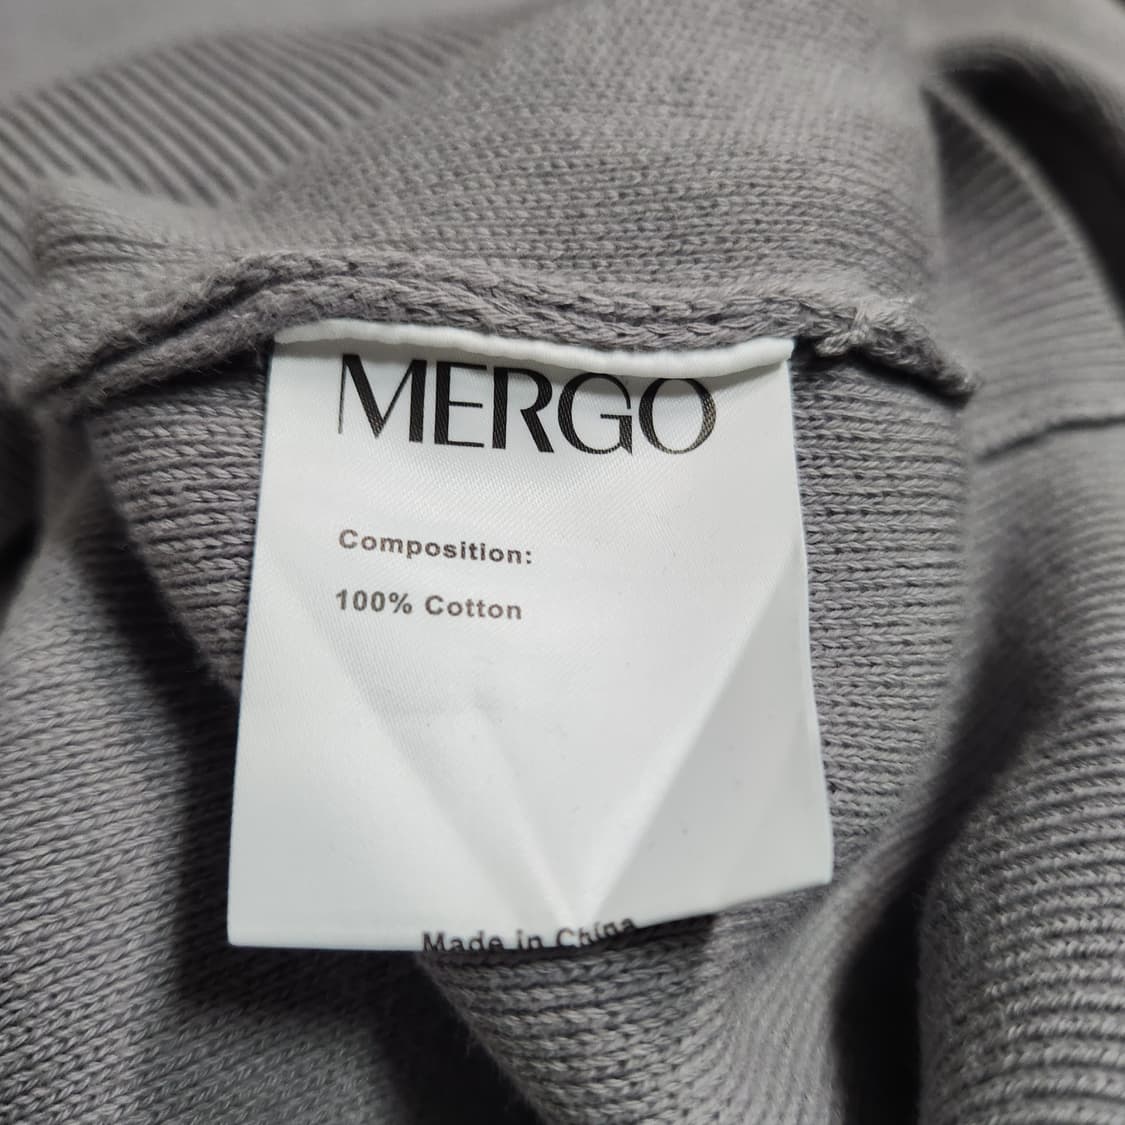 MERGO
Composition:
100% Cotton
Made in China